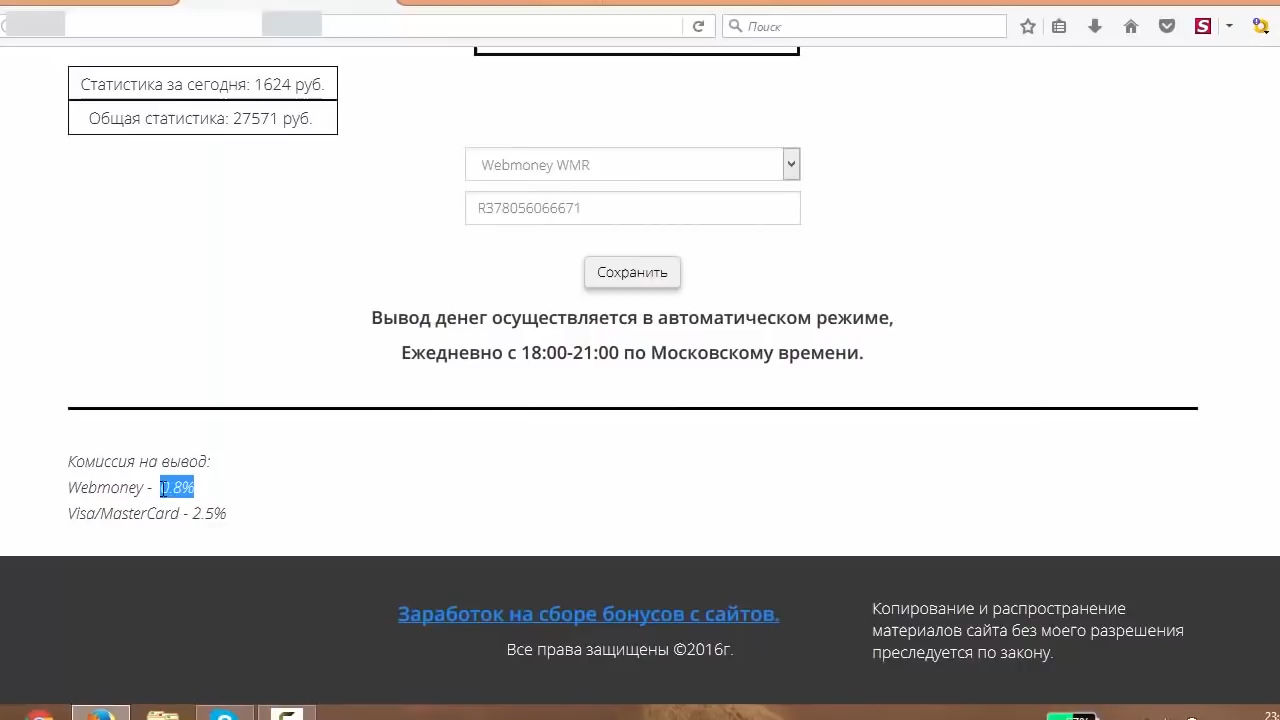 Поиск
Статистика за сегодня: 1624 руб.
Общая статистика: 27571 руб.
Webmoney WMR
R378056066671
Сохранить
Вывод денег осуществляется в автоматическом режиме,
Ежедневно с 18:00-21:00 по Московскому времени.
Комиссия на вывод:
Webmoney - 0.8%
Visa/MasterCard - 2.5%
Заработок на сборе бонусов с сайтов.
Все права защищены ©2016г.
Копирование и распространение
материалов сайта без моего разрешения
преследуется по закону.